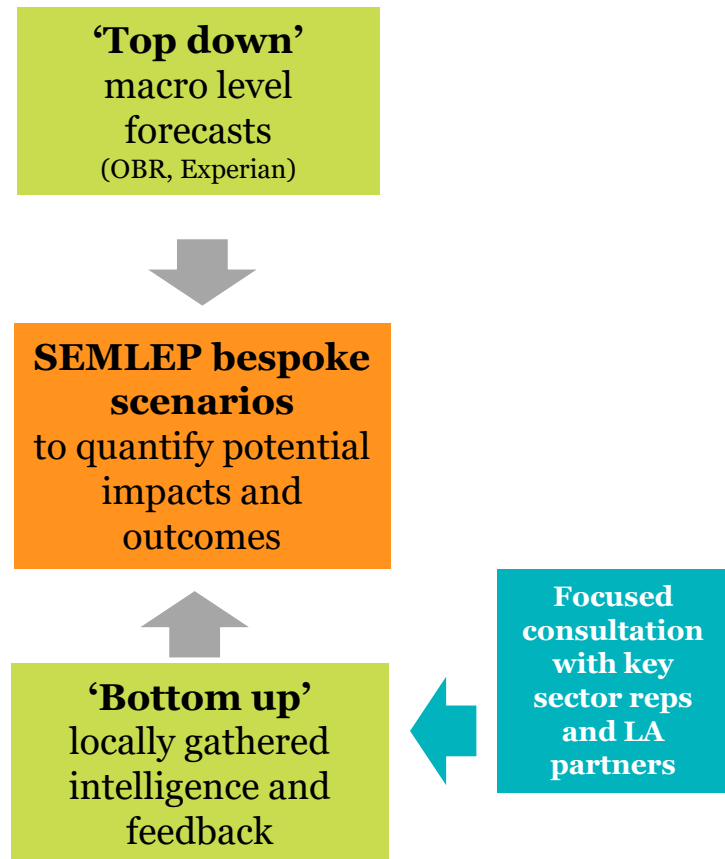 ‘Top down’
macro level
forecasts
(OBR, Experian)
SEMLEP bespoke
scenarios
to quantify potential
impacts and
outcomes
‘Bottom up’
locally gathered
intelligence and
feedback
Focused
consultation
with key
sector reps
and LA
partners